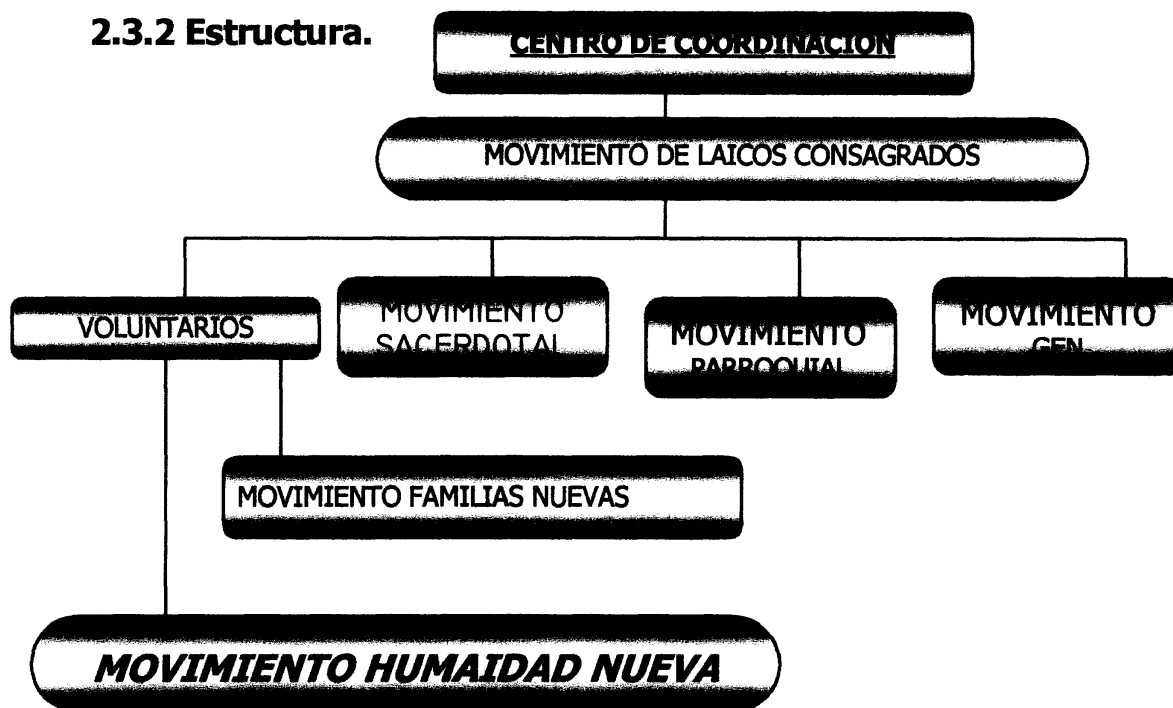 2.3.2 Estructura.
CENTRO DE COORDINACION
MOVIMIENTO DE LAICOS CONSAGRADOS
VOLUNTARIOS
MOVIMIENTO
SACERDOTAL
MOVIMIENTO
PARROQUIAL
MOVIMIENTO
GEN
MOVIMIENTO FAMILIAS NUEVAS
MOVIMIENTO HUMAIDAD NUEVA